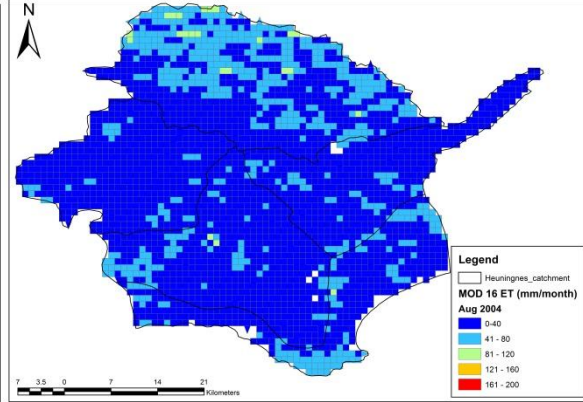 N
Legend
Heuningnes_catchment
MOD 16 ET (mm/month)
Aug 2004
0-40
41 - 80
81 - 120
121 - 160
161 - 200
7 3.5 0 7 14 21
Kilometers